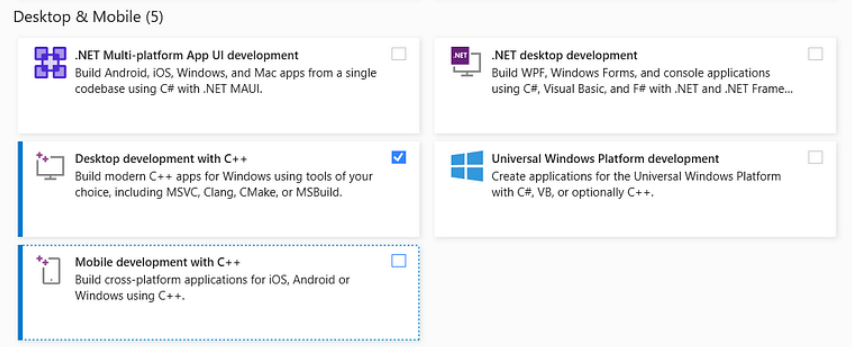 Desktop & Mobile (5)
.NET Multi-platform App UI development
Build Android, iOS, Windows, and Mac apps from a single
codebase using C# with .NET MAUI.
.NET
.NET desktop development
Build WPF, Windows Forms, and console applications
using C#, Visual Basic, and F# with .NET and .NET Frame...
Desktop development with C++
Build modern C++ apps for Windows using tools of your
choice, including MSVC, Clang, CMake, or MSBuild.
Universal Windows Platform development
Create applications for the Universal Windows Platform
with C#, VB, or optionally C++.
Mobile development with C++
Build cross-platform applications for iOS, Android or
Windows using C++.